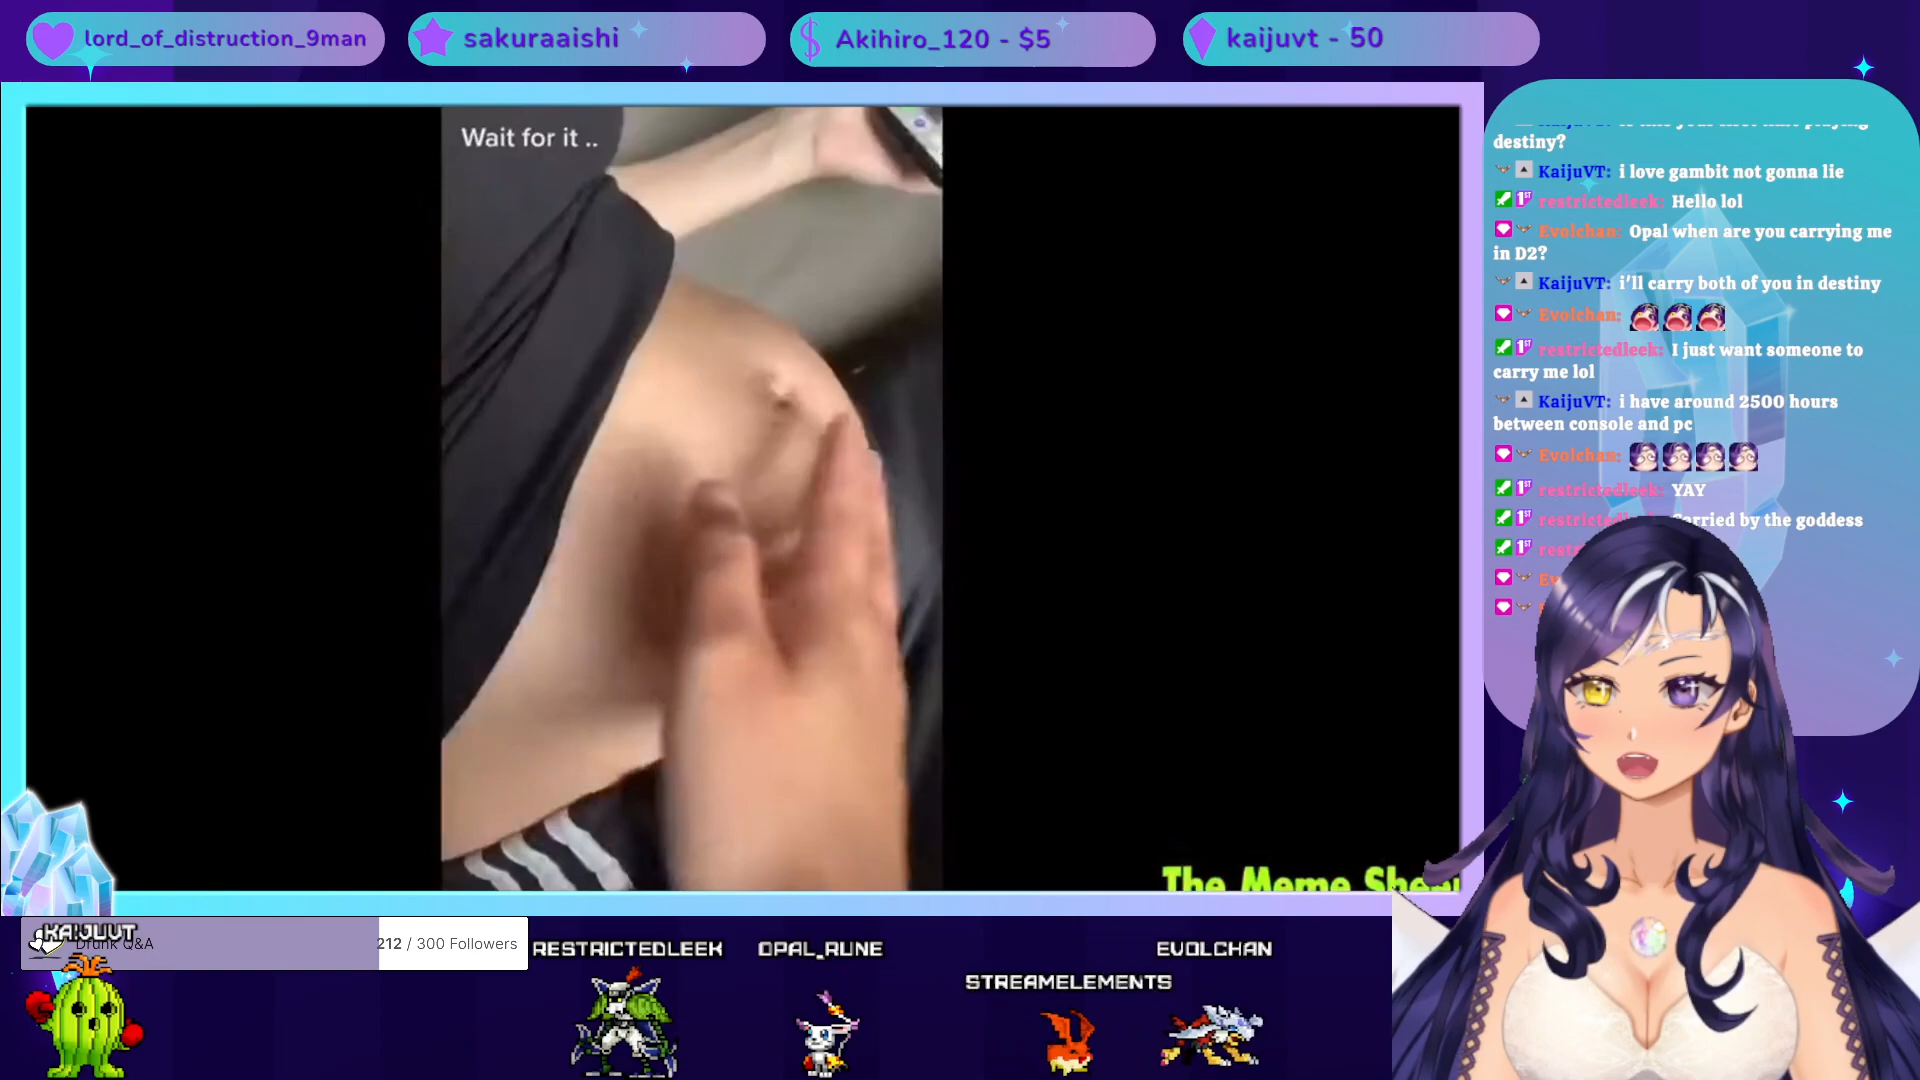 lord_of_distruction_9man
sakuraaishi
Akihiro_120 - $5
kaijuvt - 50
Wait for it ..
destiny?
KaijuVT: i love gambit not gonna lie
restrictedleek: Hello lol
Evolchan: Opal when are you carrying me
in D2?
KaijuVT: i'll carry both of you in destiny
Evolchan:
restrictedleek: I just want someone to
carry me lol
KaijuVT: i have around 2500 hours
between console and pc
Evolchan:
restrictedleek: YAY
carried by the goddess
The Meme
KAIJUVT
Drunk Q&A
212 / 300 Followers
RESTRICTEDLEEK
OPAL_RUNE
STREAMELEMENTS
EVOLCHAN